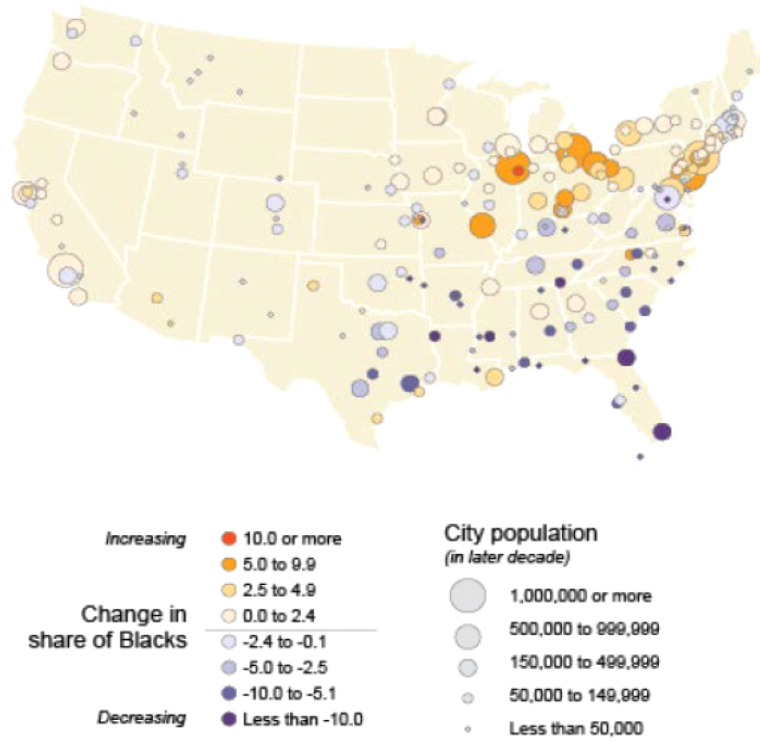 Increasing
10.0 or more
5.0 to 9.9
2.5 to 4.9
0.0 to 2.4
Change in
share of Blacks
-2.4 to -0.1
-5.0 to -2.5
-10.0 to -5.1
Decreasing
Less than -10.0
City population
(in later decade)
1,000,000 or more
500,000 to 999,999
150,000 to 499,999
50,000 to 149,999
Less than 50,000